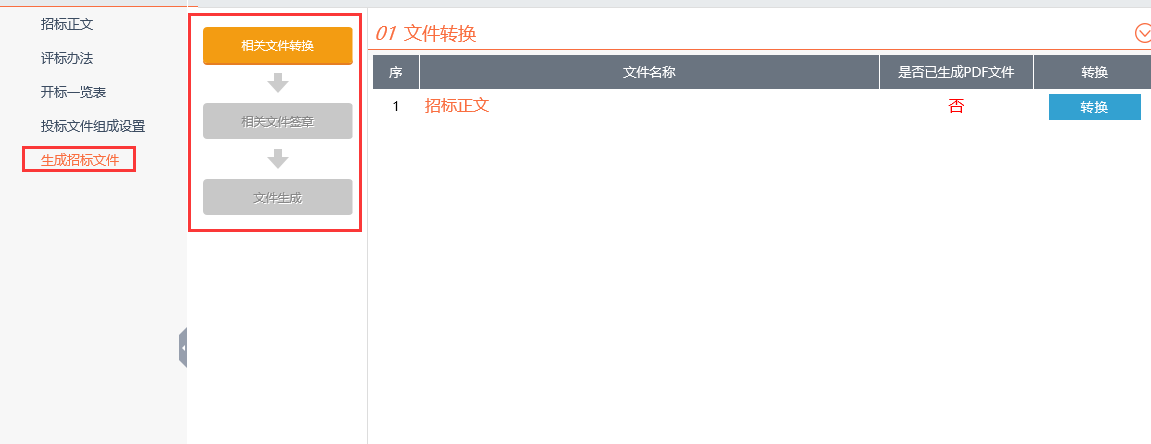 招标正文
评标办法
开标一览表
投标文件组成设置
生成招标文件
相关文件转换
相关文件签章
文件生成
01 文件转换
序 文件名称 是否已生成PDF文件 转换
1 招标正文 否 转换